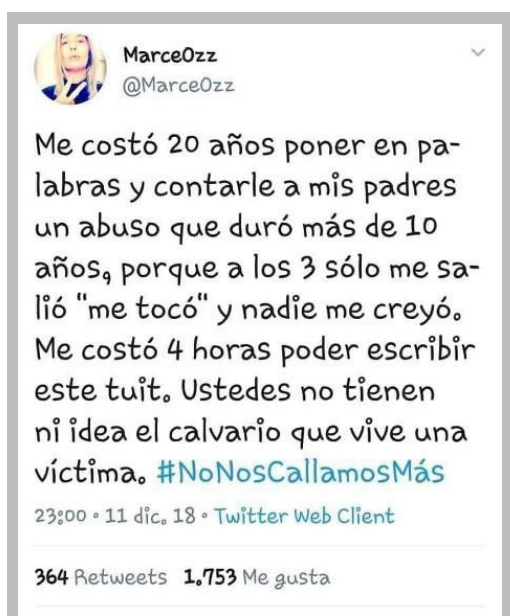 MarceOzz
@MarceOzz
Me costó 20 años poner en pa-
labras y contarle a mis padres
un abuso que duró más de 10
años, porque a los 3 sólo me sa-
lió "me tocó" y nadie me creyó.
Me costó 4 horas poder escribir
este tuit. Ustedes no tienen
ni idea el calvario que vive una
víctima. #NoNosCallamosMás
23:00 • 11 dic. 18 • Twitter Web Client
364 Retweets 1.753 Me gusta